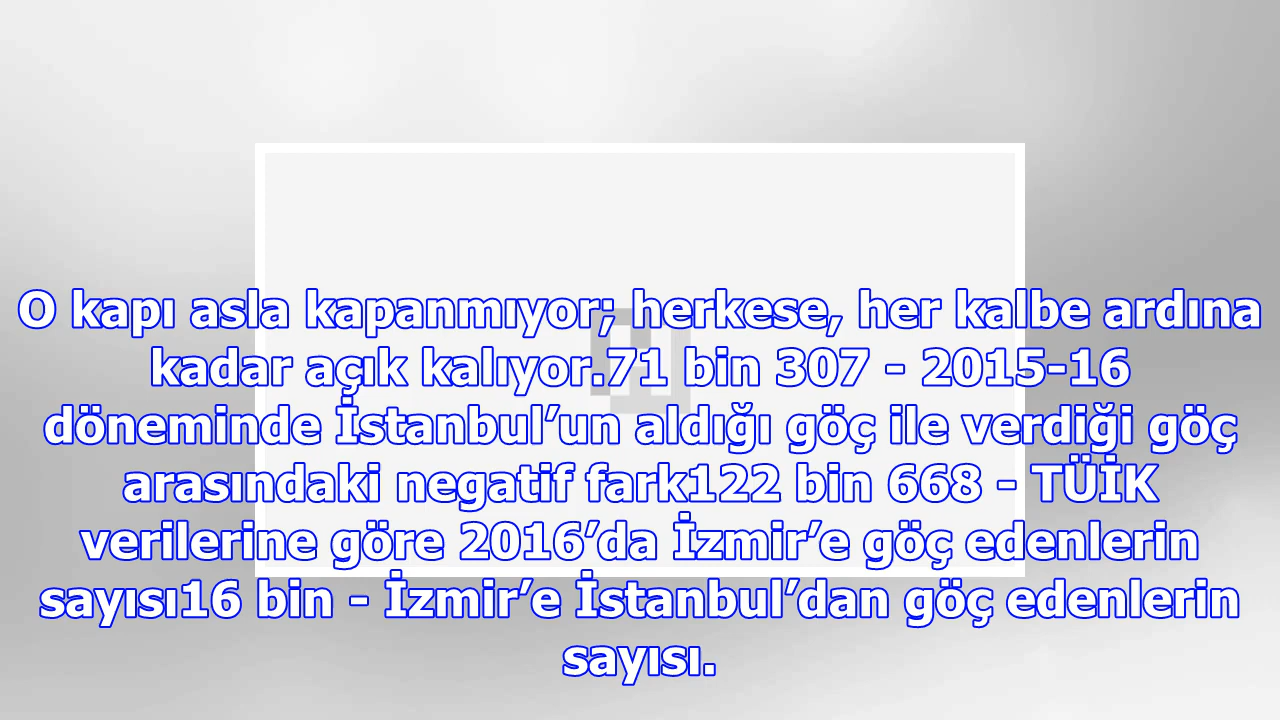 O kapı asla kapanmıyor; herkese, her kalbe ardına
kadar açık kalıyor.71 bin 307 - 2015-16
döneminde İstanbul’un aldığı göç ile verdiği göç
arasındaki negatif fark122 bin 668 - TÜİK
verilerine göre 2016’da İzmir’e göç edenlerin
sayısı16 bin - İzmir’e İstanbul’dan göç edenlerin
sayısı.